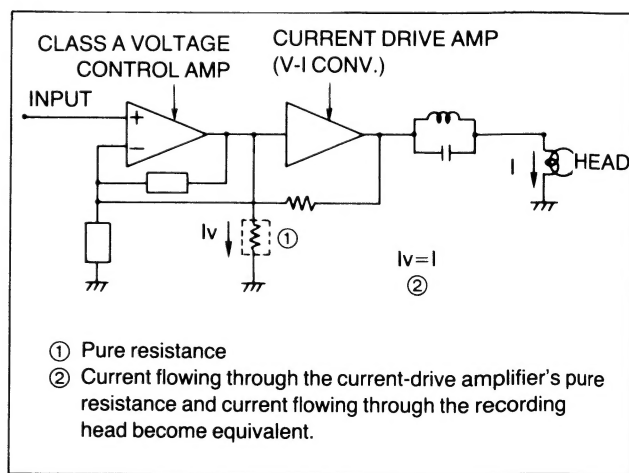 CLASS A VOLTAGE
CONTROL AMP
CURRENT DRIVE AMP
(V-I CONV.)
INPUT
+
−
I
HEAD
Iv
①
Iv=I
②
① Pure resistance
② Current flowing through the current-drive amplifier's pure
resistance and current flowing through the recording
head become equivalent.